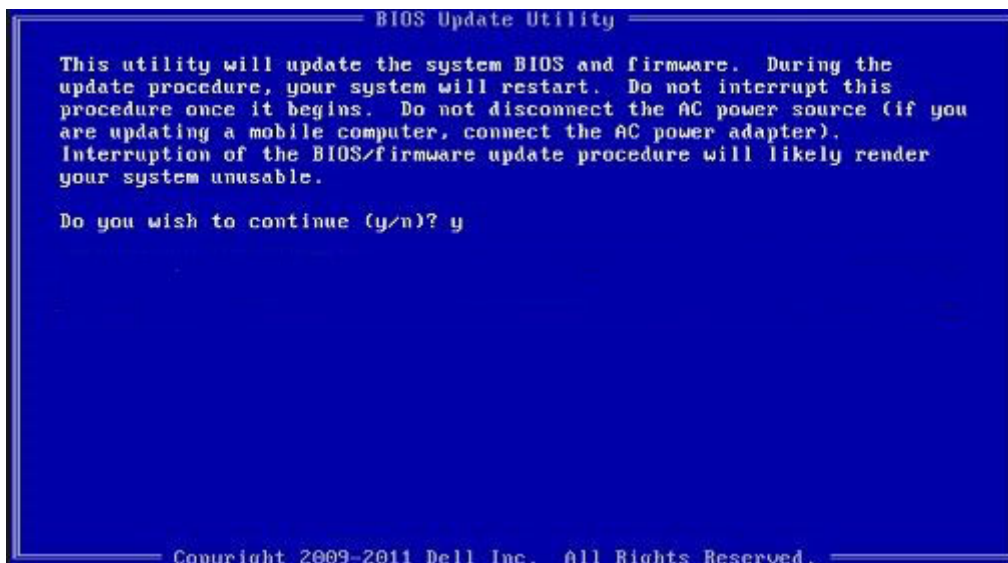 BIOS Update Utility
This utility will update the system BIOS and firmware. During the
update procedure, your system will restart. Do not interrupt this
procedure once it begins. Do not disconnect the AC power source (if you
are updating a mobile computer, connect the AC power adapter).
Interruption of the BIOS/firmware update procedure will likely render
your system unusable.
Do you wish to continue (y/n)? y
Copyright 2009-2011 Dell Inc. All Rights Reserved.